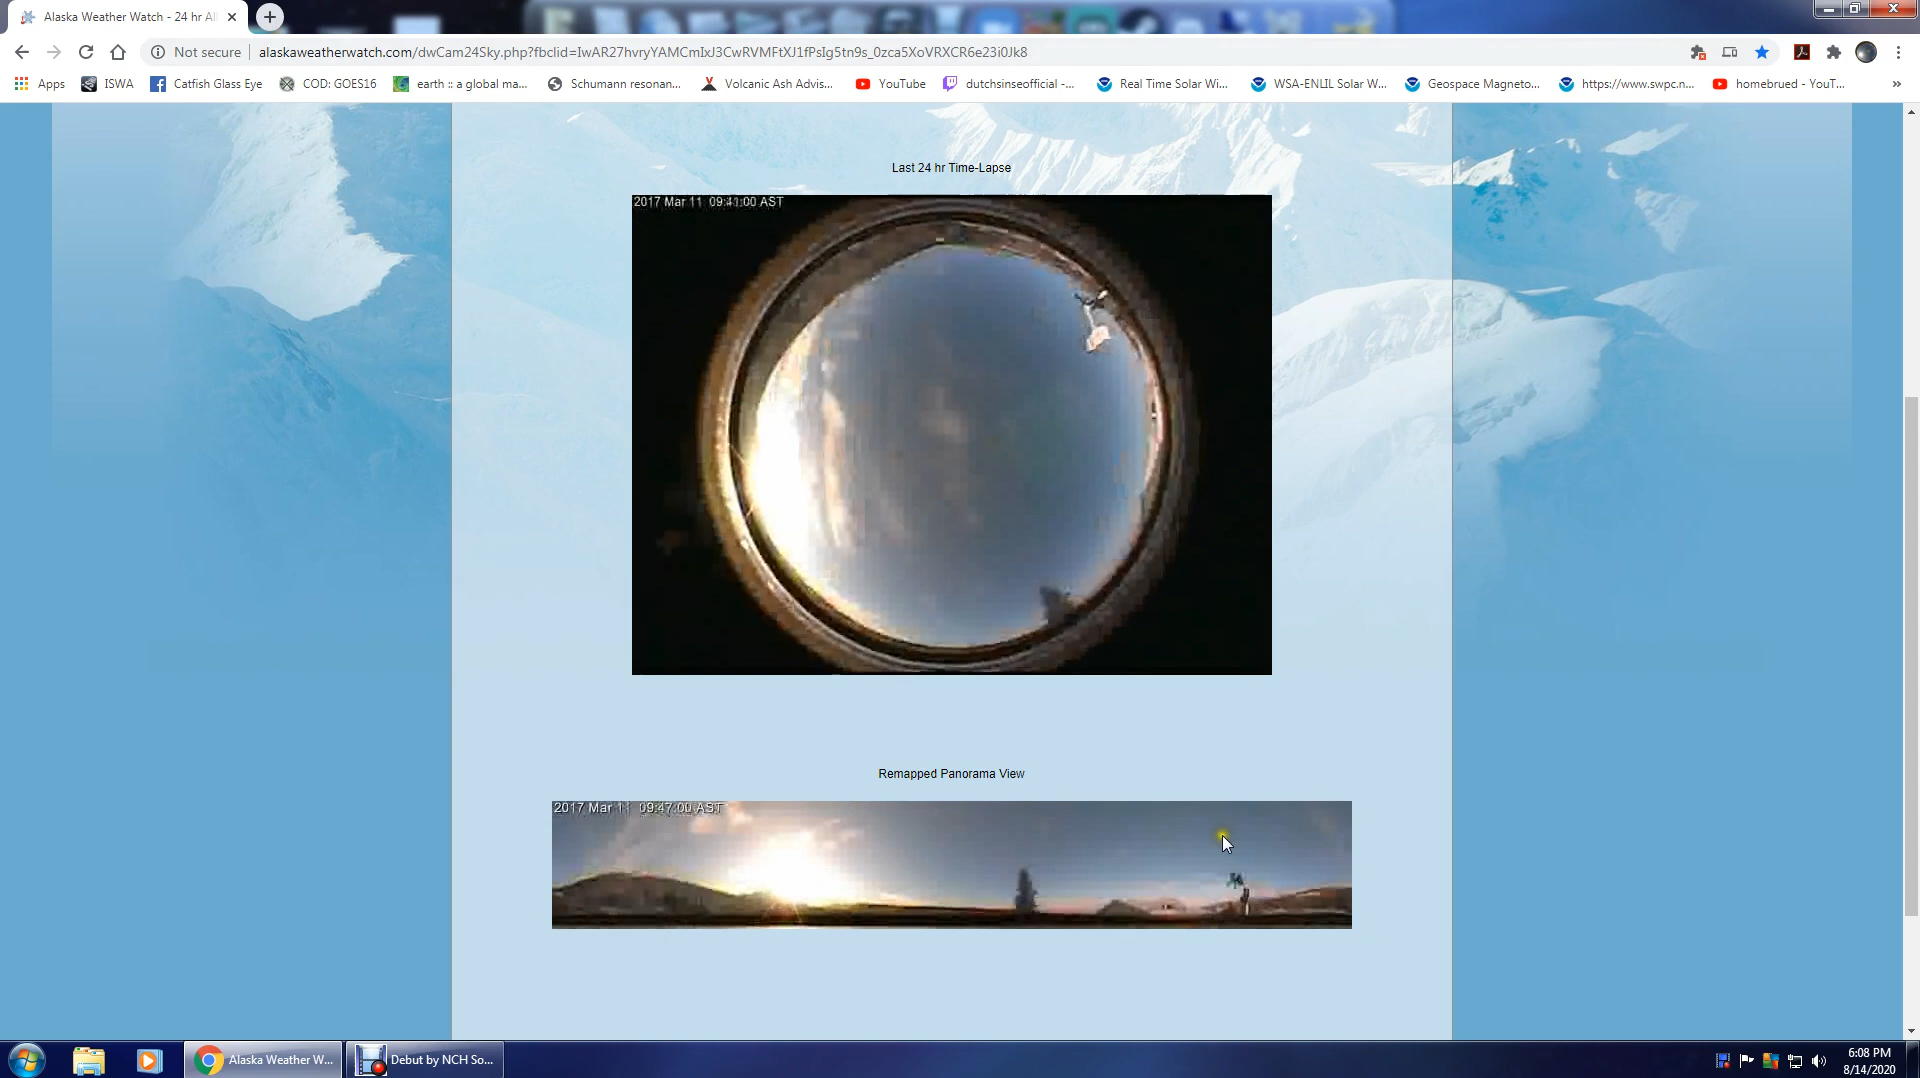 Alaska Weather Watch - 24 hr Al
Not secure
alaskaweatherwatch.com/dwCam24Sky.php?fbclid=IwAR27hvryYAMCmIxJ3CwRVMFtXJ1fPsIg5tn9s_0zca5XoVRXCR6e23i0Jk8
Apps
ISWA
Catfish Glass Eye
COD: GOES16
earth :: a global ma...
Schumann resonan...
Volcanic Ash Advis...
YouTube
dutchsinseofficial -...
Real Time Solar Wi...
WSA-ENLIL Solar W...
Geospace Magneto...
https://www.swpc.n...
homebrued - YouT...
»
Last 24 hr Time-Lapse
2017 Mar 11 09:41:00 AST
Remapped Panorama View
2017 Mar 11 09:47:00 AST
Alaska Weather W...
Debut by NCH So...
6:08 PM
8/14/2020